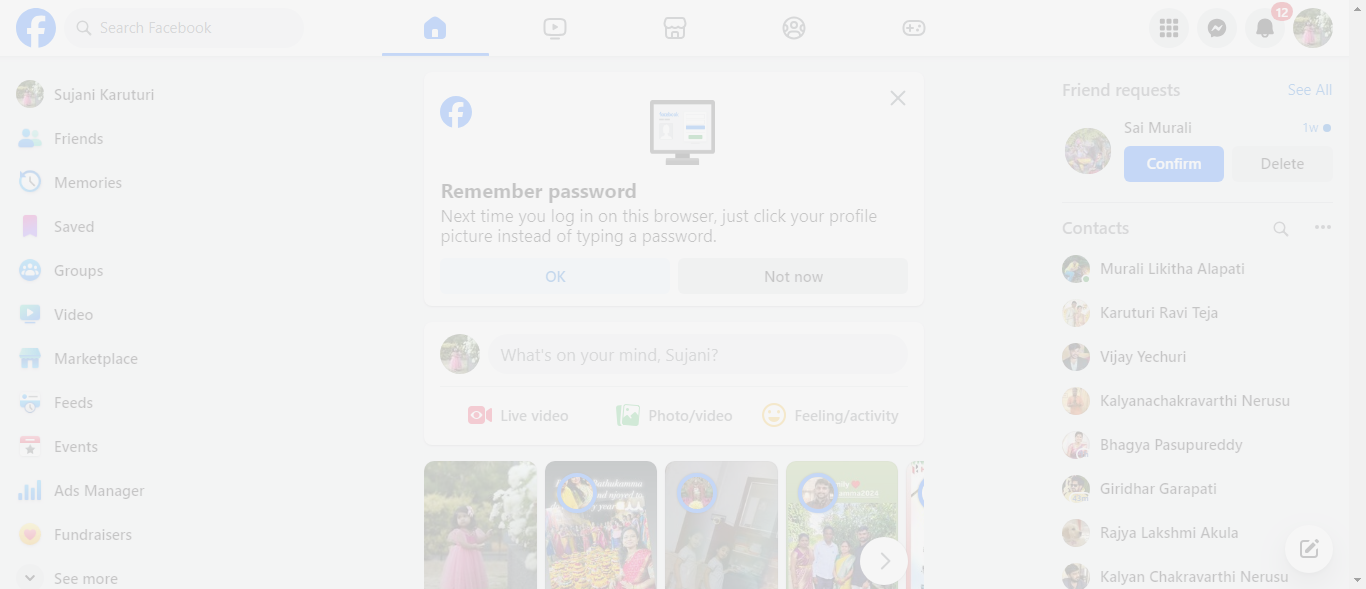 Search Facebook
12
Sujani Karuturi
Friends
Memories
Saved
Groups
Video
Marketplace
Feeds
Events
Ads Manager
Fundraisers
See more
Remember password
Next time you log in on this browser, just click your profile
picture instead of typing a password.
OK
Not now
What's on your mind, Sujani?
Live video
Photo/video
Feeling/activity
Friend requests
See All
Sai Murali
1w
Confirm
Delete
Contacts
Murali Likitha Alapati
Karuturi Ravi Teja
Vijay Yechuri
Kalyanachakravarthi Nerusu
Bhagya Pasupureddy
Giridhar Garapati
Rajya Lakshmi Akula
Kalyan Chakravarthi Nerusu